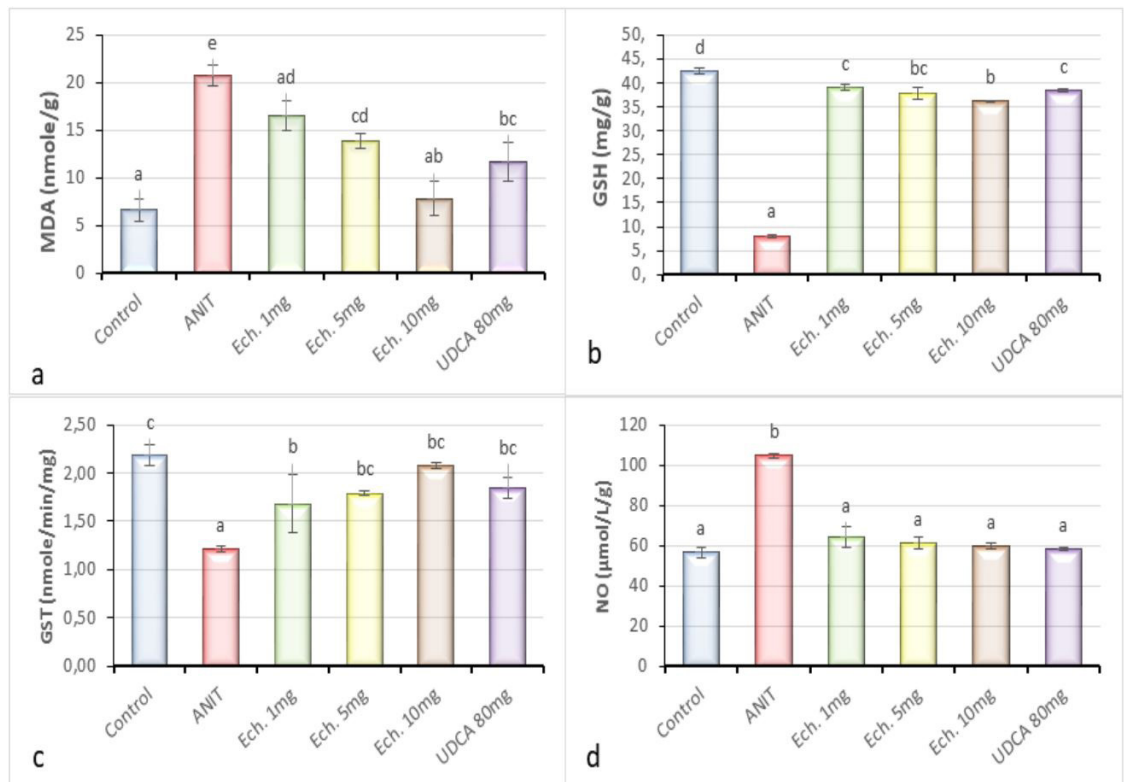 MDA (nmole/g)
25
20
15
10
5
0
a
e
ad
cd
ab
bc
Control
ANIT
Ech. 1mg
Ech. 5mg
Ech. 10mg
UDCA 80mg
a
GSH (mg/g)
50,
45,
40,
35,
30,
25,
20,
15,
10,
5,
0,
d
a
c
bc
b
c
Control
ANIT
Ech. 1mg
Ech. 5mg
Ech. 10mg
UDCA 80mg
b
GST (nmole/min/mg)
2,50
2,00
1,50
1,00
0,50
0,00
c
a
b
bc
bc
bc
Control
ANIT
Ech. 1mg
Ech. 5mg
Ech. 10mg
UDCA 80mg
c
NO (µmol/L/g)
120
100
80
60
40
20
0
a
b
a
a
a
a
Control
ANIT
Ech. 1mg
Ech. 5mg
Ech. 10mg
UDCA 80mg
d